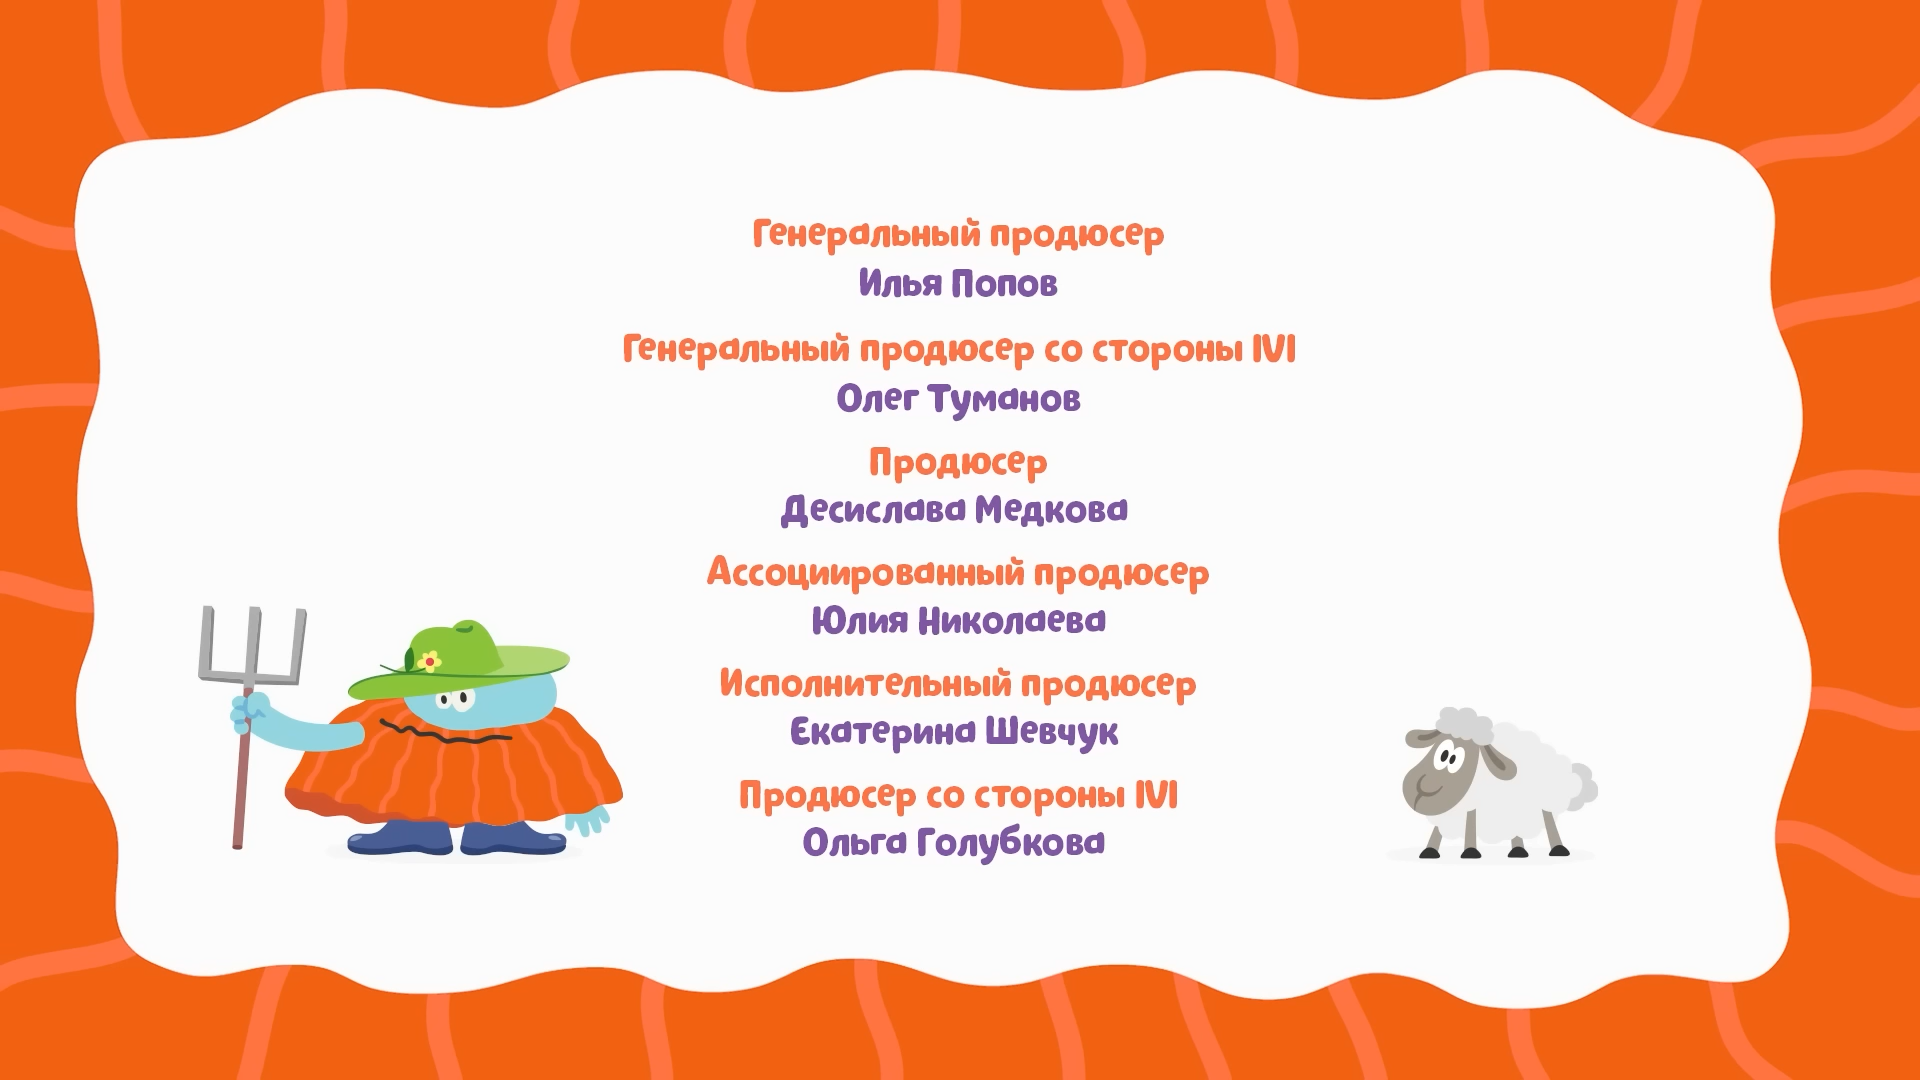 Генеральный продюсер
Илья Попов
Генеральный продюсер со стороны IVI
Олег Туманов
Продюсер
Десислава Медкова
Ассоциированный продюсер
Юлия Николаева
Исполнительный продюсер
Екатерина Шевчук
Продюсер со стороны IVI
Ольга Голубкова